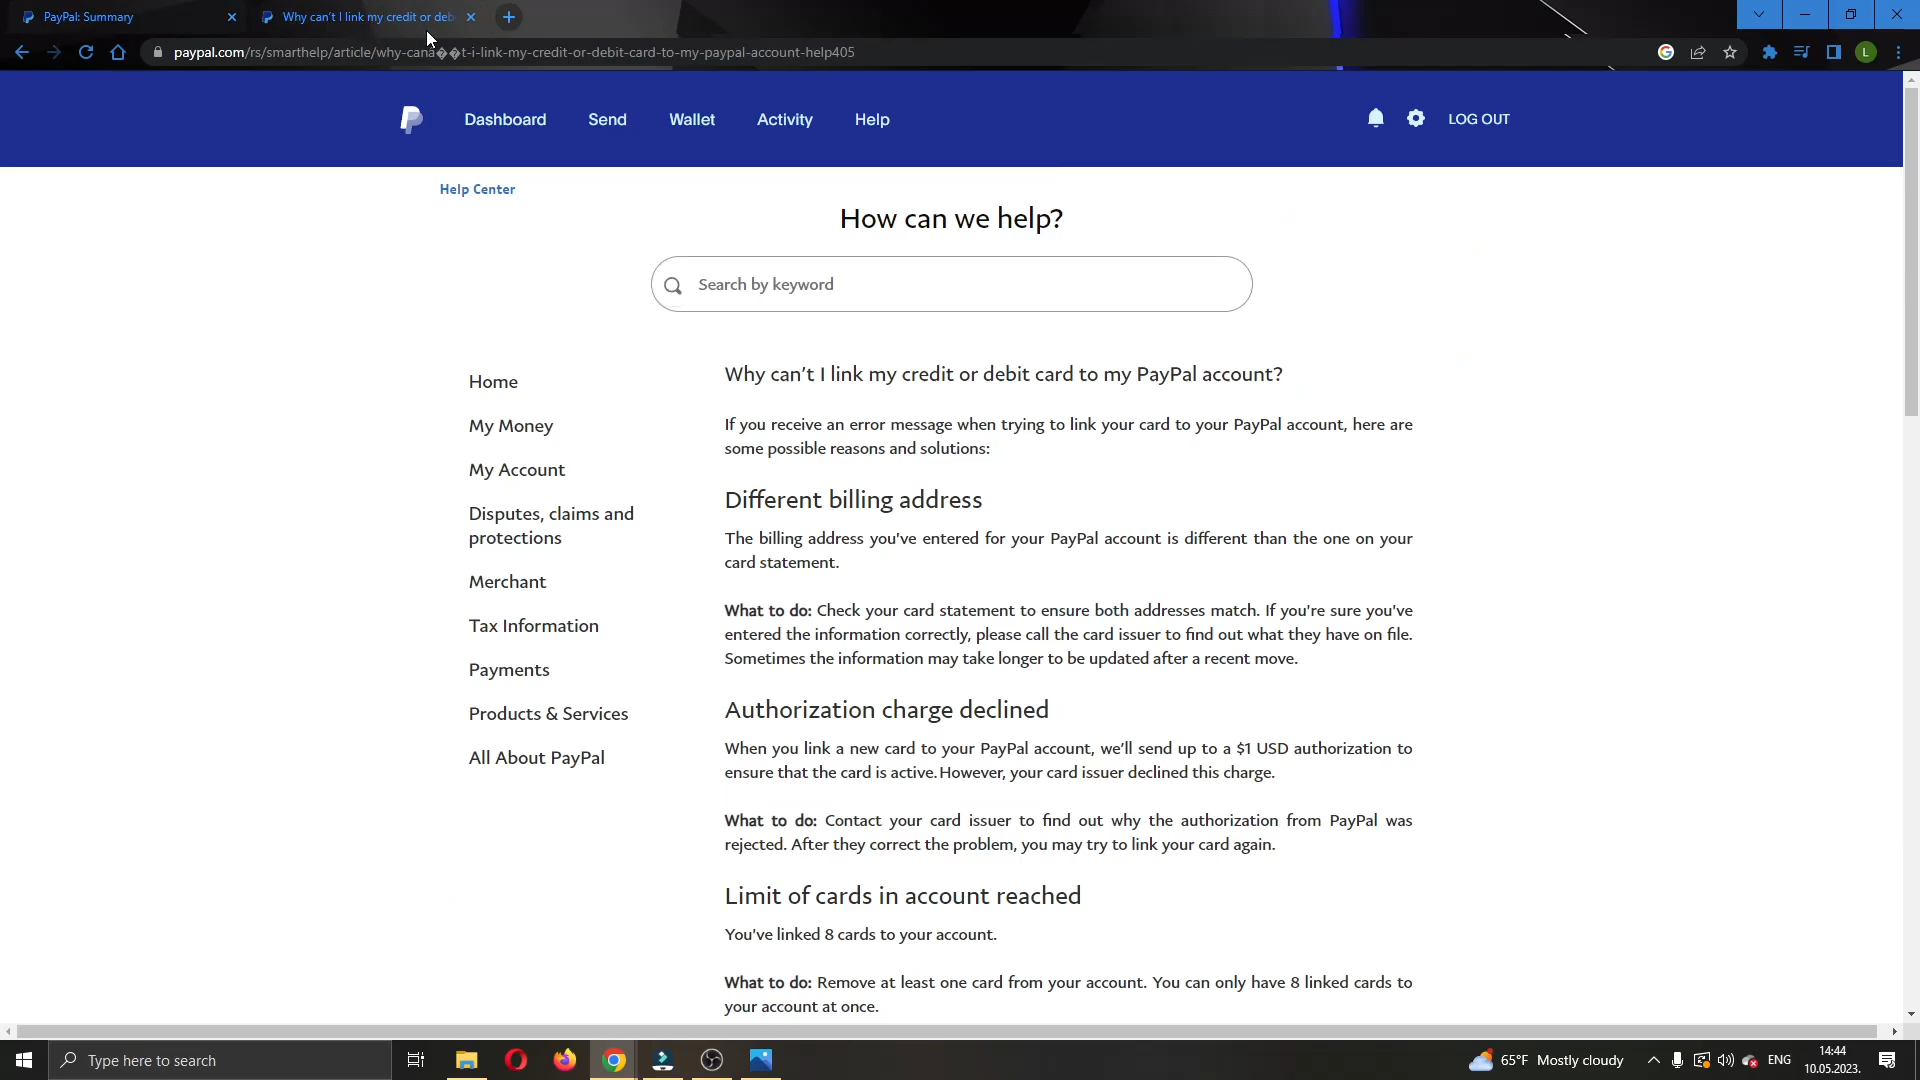 PayPal: Summary
Why can't I link my credit or deb
paypal.com/rs/smarthelp/article/why-canâ��t-i-link-my-credit-or-debit-card-to-my-paypal-account-help405
L
Dashboard
Send
Wallet
Activity
Help
LOG OUT
Help Center
How can we help?
Search by keyword
Home
My Money
My Account
Disputes, claims and
protections
Merchant
Tax Information
Payments
Products & Services
All About PayPal
Why can’t I link my credit or debit card to my PayPal account?
If you receive an error message when trying to link your card to your PayPal account, here are
some possible reasons and solutions:
Different billing address
The billing address you've entered for your PayPal account is different than the one on your
card statement.
What to do: Check your card statement to ensure both addresses match. If you're sure you've
entered the information correctly, please call the card issuer to find out what they have on file.
Sometimes the information may take longer to be updated after a recent move.
Authorization charge declined
When you link a new card to your PayPal account, we’ll send up to a $1 USD authorization to
ensure that the card is active. However, your card issuer declined this charge.
What to do: Contact your card issuer to find out why the authorization from PayPal was
rejected. After they correct the problem, you may try to link your card again.
Limit of cards in account reached
You’ve linked 8 cards to your account.
What to do: Remove at least one card from your account. You can only have 8 linked cards to
your account at once.
Type here to search
65°F Mostly cloudy
ENG
14:44
10.05.2023.